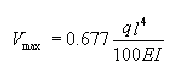 V_max = 0.677 ql^4 / 100EI